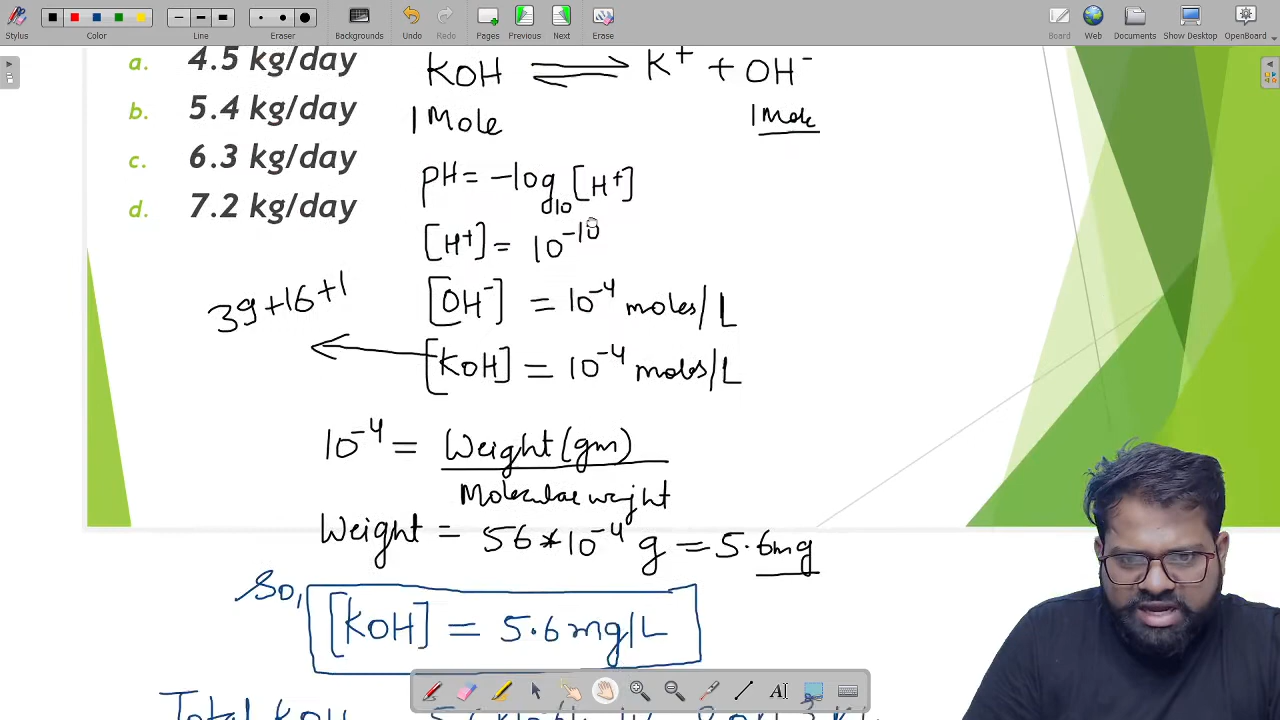 Stylus
Color
Line
Eraser
Backgrounds
Undo
Redo
Pages
Previous
Next
Erase
Board
Web
Documents
Show Desktop
OpenBoard
a. 4.5 kg/day
b. 5.4 kg/day
c. 6.3 kg/day
d. 7.2 kg/day
KOH ⇌ K+ + OH-
1 Mole 1 Mole
pH = -log10 [H+]
[H+] = 10^-10
39+16+1
[OH-] = 10^-4 moles/L
[KOH] = 10^-4 moles/L
10^-4 = Weight (gm)
Molecular weight
Weight = 56*10^-4 g = 5.6mg
So,
[KOH] = 5.6 mg/L
Total KOH